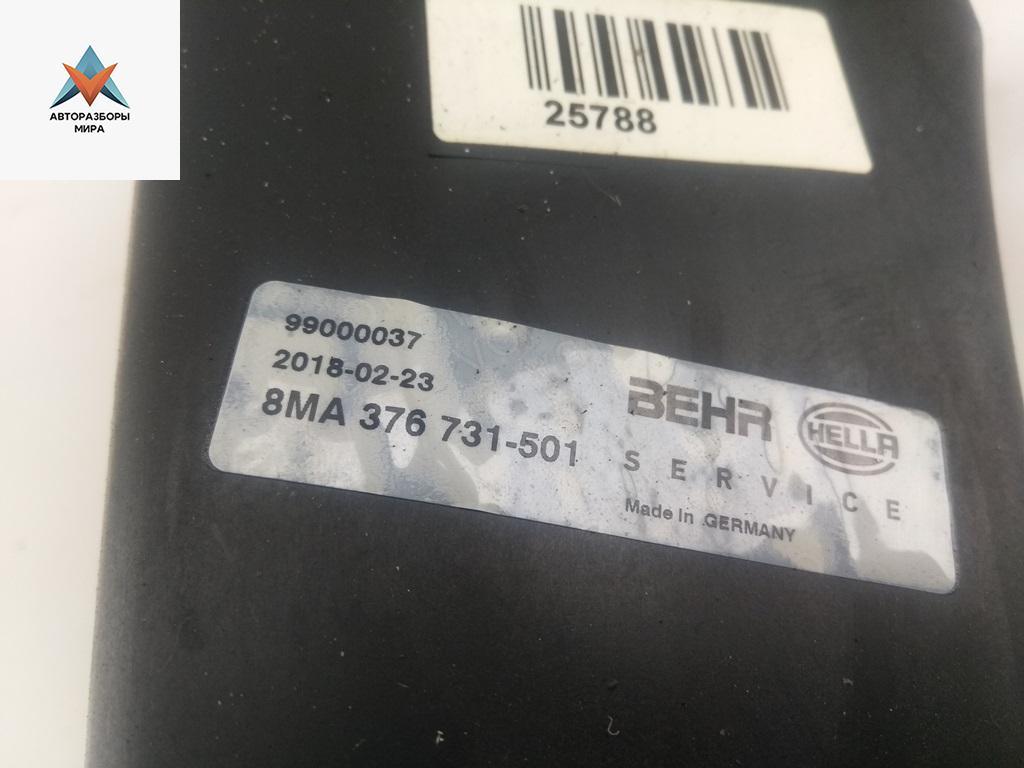 АВТОРАЗБОРЫ
МИРА
25788
99000037
2018-02-23
8MA 376 731-501
BEHR HELLA
SERVICE
Made in GERMANY